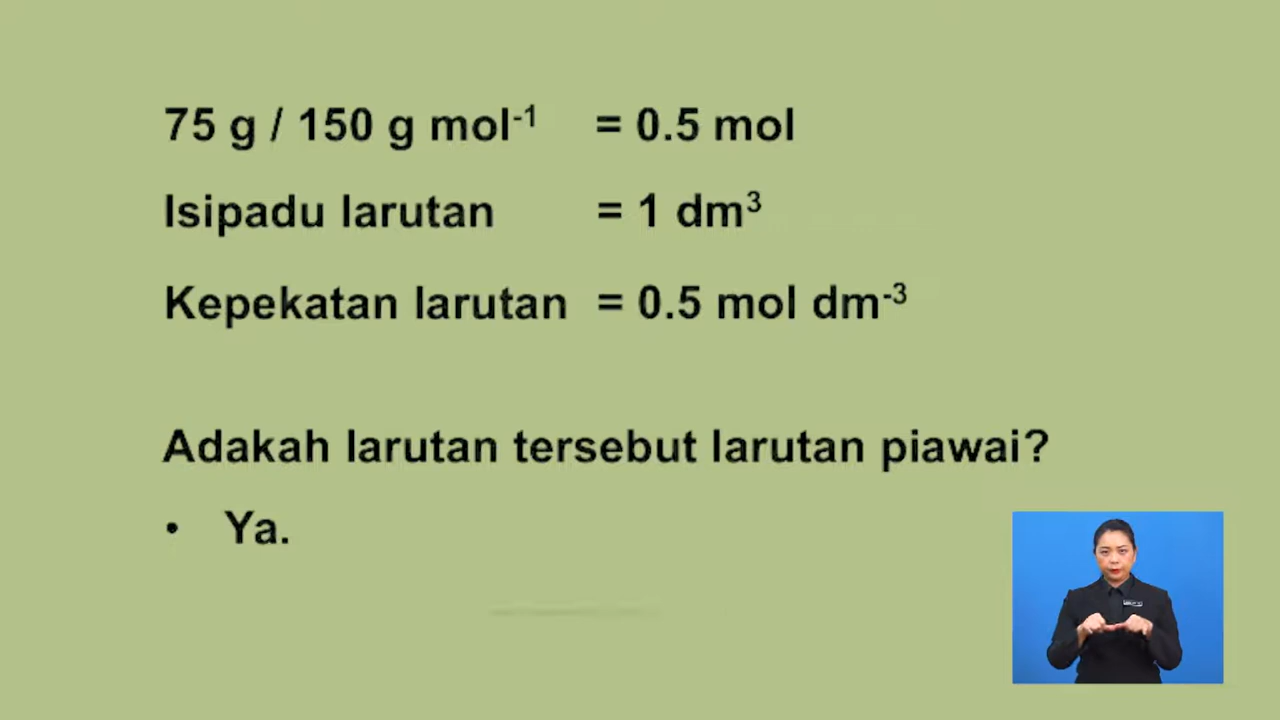 75 g / 150 g mol⁻¹ = 0.5 mol
Isipadu larutan = 1 dm³
Kepekatan larutan = 0.5 mol dm⁻³
Adakah larutan tersebut larutan piawai?
• Ya.